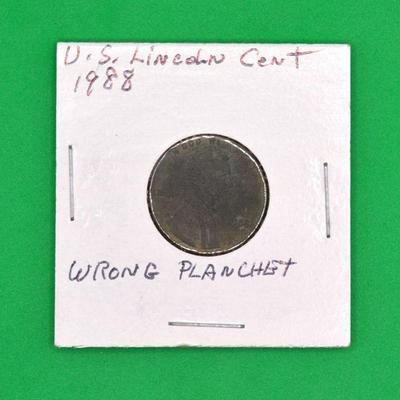 U.S. Lincoln Cent
1988
WRONG PLANCHET